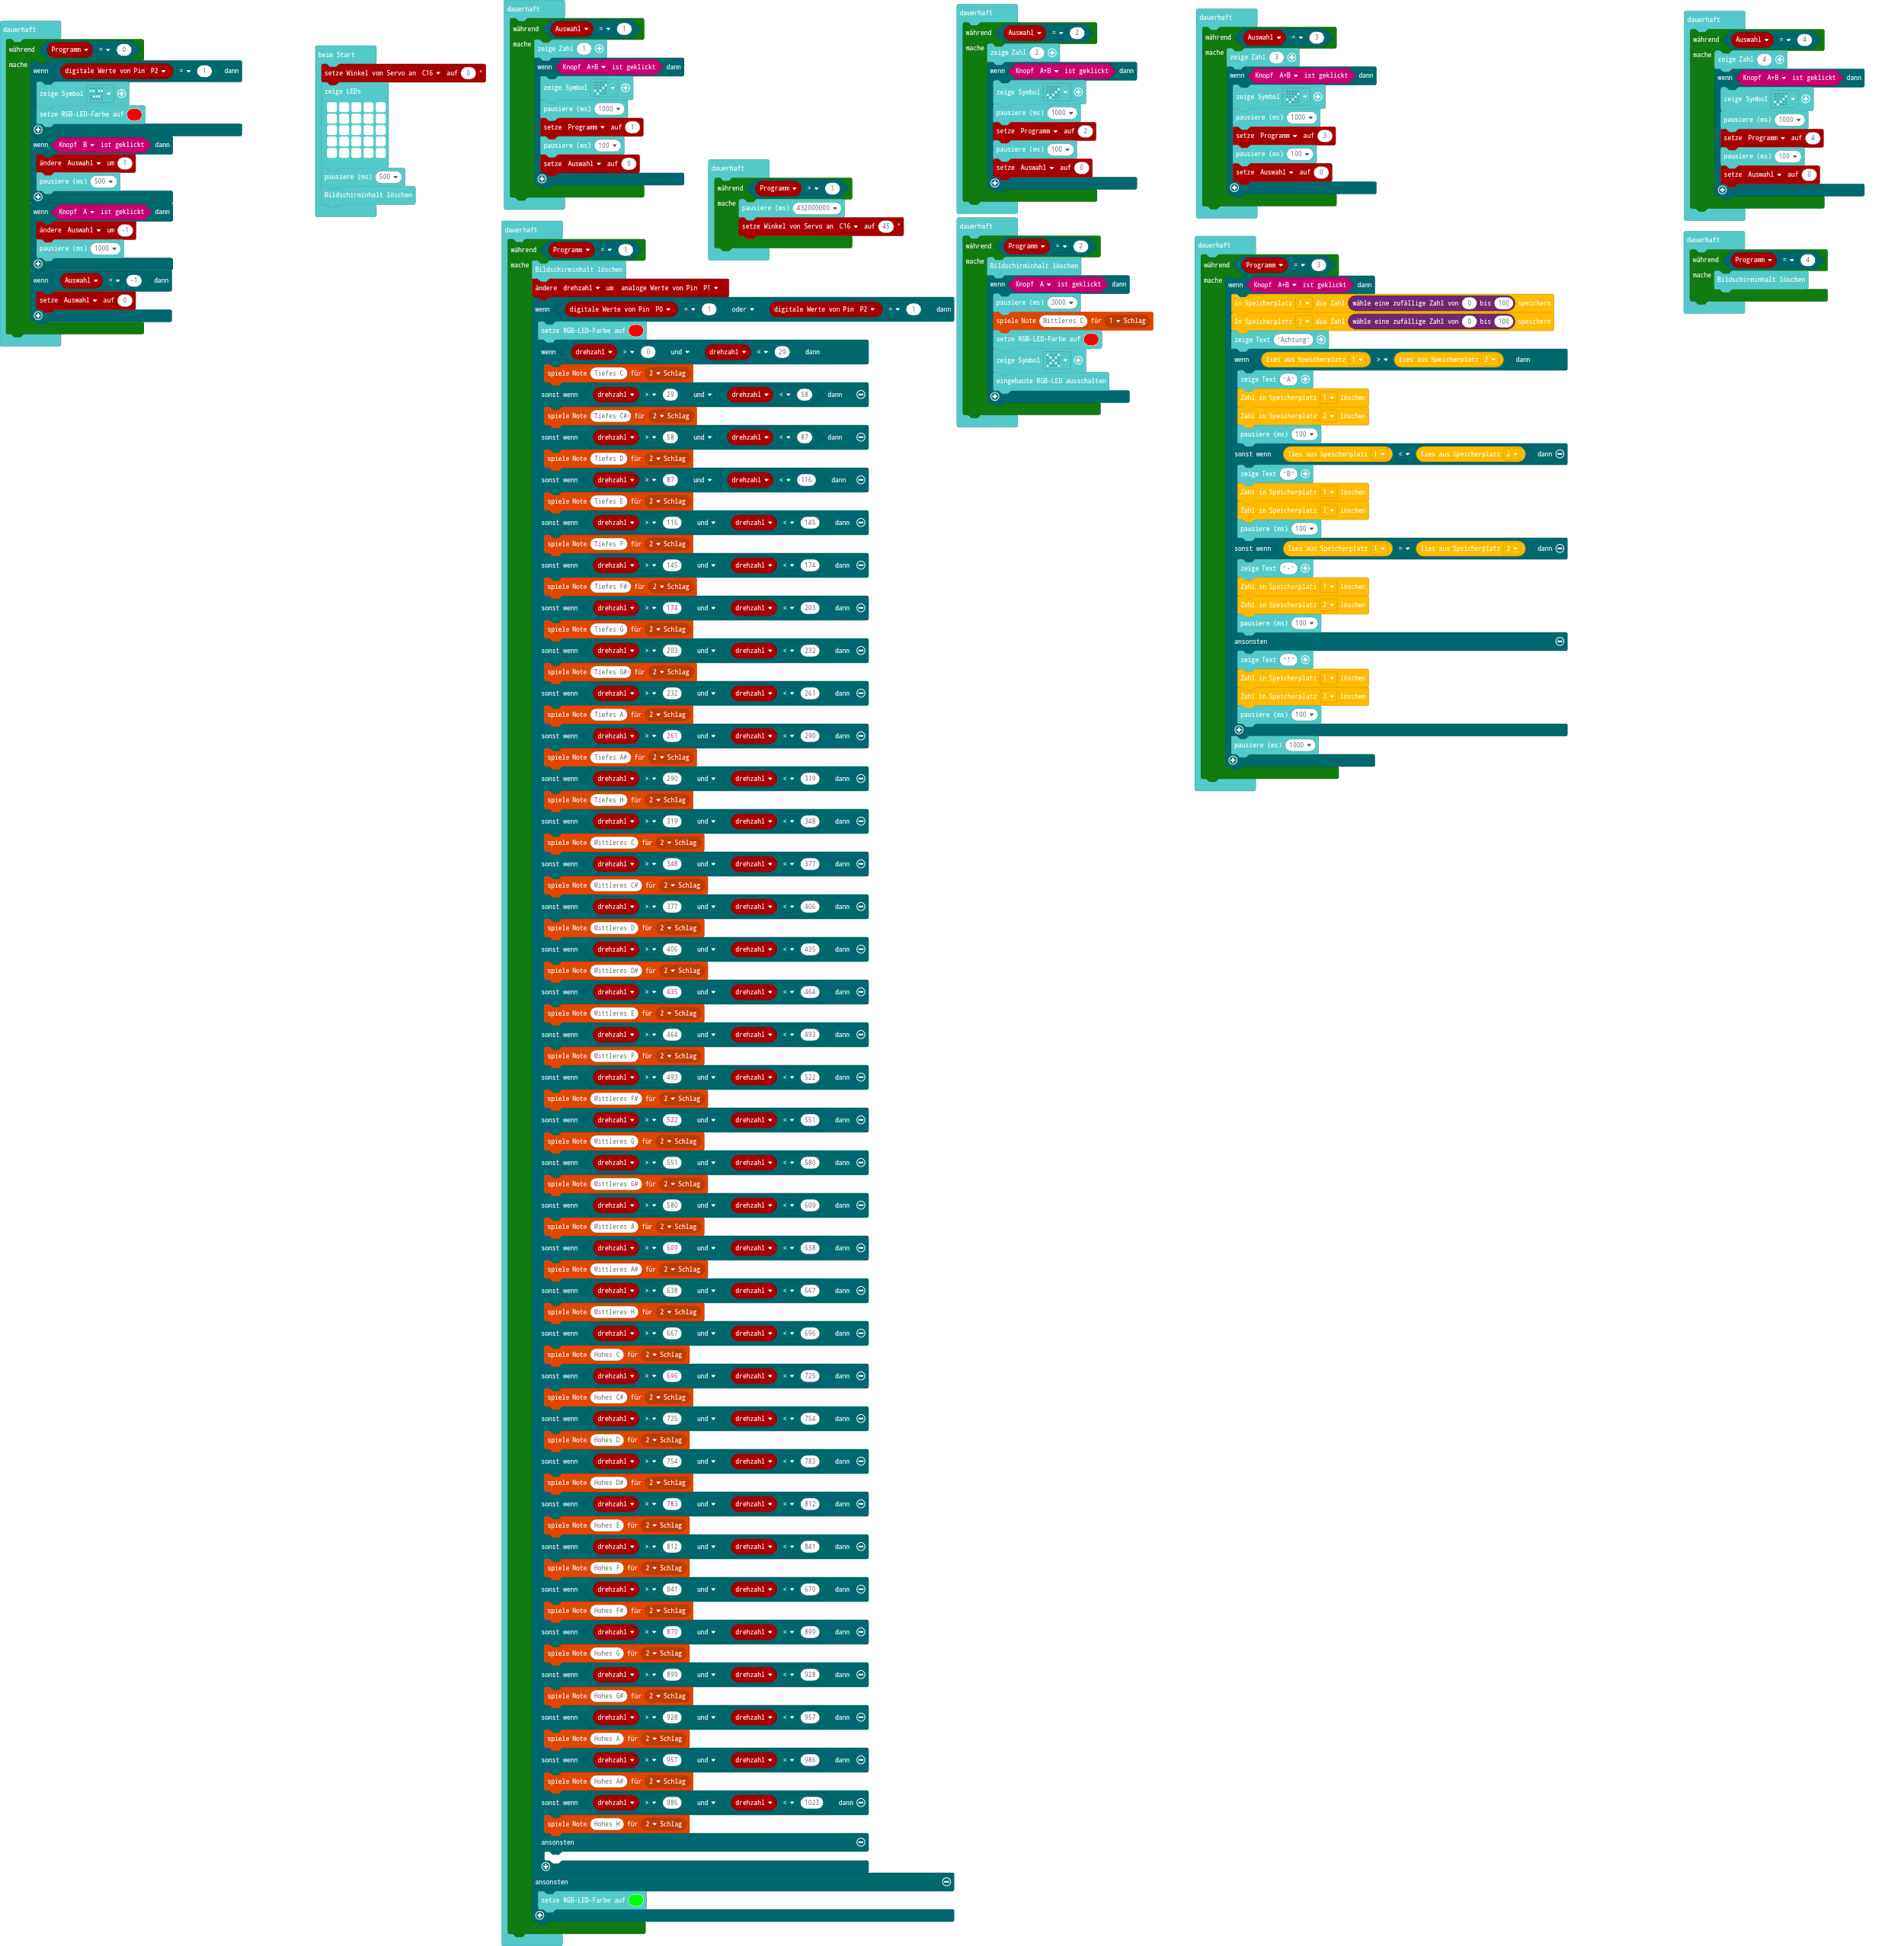 dauerhaft
während Programm = 0
mache
wenn digitale Werte von Pin P2 = 1 dann
zeige Symbol
setze RGB-LED-Farbe auf
wenn Knopf B ist geklickt dann
ändere Auswahl um 1
pausiere (ms) 500
wenn Knopf A ist geklickt dann
ändere Auswahl um -1
pausiere (ms) 1000
wenn Auswahl = -1 dann
setze Auswahl auf 0
beim Start
setze Winkel von Servo an C16 auf 0 °
zeige LEDs
pausiere (ms) 500
Bildschirminhalt löschen
dauerhaft
während Auswahl = 1
mache
zeige Zahl 1
wenn Knopf A+B ist geklickt dann
zeige Symbol
pausiere (ms) 1000
setze Programm auf 1
pausiere (ms) 100
setze Auswahl auf 0
dauerhaft
während Programm = 1
mache
pausiere (ms) 432000000
setze Winkel von Servo an C16 auf 45 °
dauerhaft
während Programm = 1
mache
Bildschirminhalt löschen
ändere drehzahl um analoge Werte von Pin P1
wenn digitale Werte von Pin P0 = 1 oder digitale Werte von Pin P2 = 1 dann
setze RGB-LED-Farbe auf
wenn drehzahl > 0 und drehzahl < 29 dann
spiele Note Tiefes C für 2 Schlag
sonst wenn drehzahl > 29 und drehzahl < 58 dann
spiele Note Tiefes C# für 2 Schlag
sonst wenn drehzahl > 58 und drehzahl < 87 dann
spiele Note Tiefes D für 2 Schlag
sonst wenn drehzahl > 87 und drehzahl < 116 dann
spiele Note Tiefes E für 2 Schlag
sonst wenn drehzahl > 116 und drehzahl < 145 dann
spiele Note Tiefes F für 2 Schlag
sonst wenn drehzahl > 145 und drehzahl < 174 dann
spiele Note Tiefes F# für 2 Schlag
sonst wenn drehzahl > 174 und drehzahl < 203 dann
spiele Note Tiefes G für 2 Schlag
sonst wenn drehzahl > 203 und drehzahl < 232 dann
spiele Note Tiefes G# für 2 Schlag
sonst wenn drehzahl > 232 und drehzahl < 261 dann
spiele Note Tiefes A für 2 Schlag
sonst wenn drehzahl > 261 und drehzahl < 290 dann
spiele Note Tiefes A# für 2 Schlag
sonst wenn drehzahl > 290 und drehzahl < 319 dann
spiele Note Tiefes H für 2 Schlag
sonst wenn drehzahl > 319 und drehzahl < 348 dann
spiele Note Mittleres C für 2 Schlag
sonst wenn drehzahl > 348 und drehzahl < 377 dann
spiele Note Mittleres C# für 2 Schlag
sonst wenn drehzahl > 377 und drehzahl < 406 dann
spiele Note Mittleres D für 2 Schlag
sonst wenn drehzahl > 406 und drehzahl < 435 dann
spiele Note Mittleres D# für 2 Schlag
sonst wenn drehzahl > 435 und drehzahl < 464 dann
spiele Note Mittleres E für 2 Schlag
sonst wenn drehzahl > 464 und drehzahl < 493 dann
spiele Note Mittleres F für 2 Schlag
sonst wenn drehzahl > 493 und drehzahl < 522 dann
spiele Note Mittleres F# für 2 Schlag
sonst wenn drehzahl > 522 und drehzahl < 551 dann
spiele Note Mittleres G für 2 Schlag
sonst wenn drehzahl > 551 und drehzahl < 580 dann
spiele Note Mittleres G# für 2 Schlag
sonst wenn drehzahl > 580 und drehzahl < 609 dann
spiele Note Mittleres A für 2 Schlag
sonst wenn drehzahl > 609 und drehzahl < 638 dann
spiele Note Mittleres A# für 2 Schlag
sonst wenn drehzahl > 638 und drehzahl < 667 dann
spiele Note Mittleres H für 2 Schlag
sonst wenn drehzahl > 667 und drehzahl < 696 dann
spiele Note Hohes C für 2 Schlag
sonst wenn drehzahl > 696 und drehzahl < 725 dann
spiele Note Hohes C# für 2 Schlag
sonst wenn drehzahl > 725 und drehzahl < 754 dann
spiele Note Hohes D für 2 Schlag
sonst wenn drehzahl > 754 und drehzahl < 783 dann
spiele Note Hohes D# für 2 Schlag
sonst wenn drehzahl > 783 und drehzahl < 812 dann
spiele Note Hohes E für 2 Schlag
sonst wenn drehzahl > 812 und drehzahl < 841 dann
spiele Note Hohes F für 2 Schlag
sonst wenn drehzahl > 841 und drehzahl < 670 dann
spiele Note Hohes F# für 2 Schlag
sonst wenn drehzahl > 870 und drehzahl < 899 dann
spiele Note Hohes G für 2 Schlag
sonst wenn drehzahl > 899 und drehzahl < 928 dann
spiele Note Hohes G# für 2 Schlag
sonst wenn drehzahl > 928 und drehzahl < 957 dann
spiele Note Hohes A für 2 Schlag
sonst wenn drehzahl > 957 und drehzahl < 986 dann
spiele Note Hohes A# für 2 Schlag
sonst wenn drehzahl > 986 und drehzahl < 1023 dann
spiele Note Hohes H für 2 Schlag
ansonsten
ansonsten
setze RGB-LED-Farbe auf
dauerhaft
während Auswahl = 2
mache
zeige Zahl 2
wenn Knopf A+B ist geklickt dann
zeige Symbol
pausiere (ms) 1000
setze Programm auf 2
pausiere (ms) 100
setze Auswahl auf 0
dauerhaft
während Programm = 2
mache
Bildschirminhalt löschen
wenn Knopf A ist geklickt dann
pausiere (ms) 3000
spiele Note Mittleres C für 1 Schlag
setze RGB-LED-Farbe auf
zeige Symbol
eingebaute RGB-LED ausschalten
dauerhaft
während Auswahl = 3
mache
zeige Zahl 3
wenn Knopf A+B ist geklickt dann
zeige Symbol
pausiere (ms) 1000
setze Programm auf 3
pausiere (ms) 100
setze Auswahl auf 0
dauerhaft
während Programm = 3
mache
wenn Knopf A+B ist geklickt dann
Im Speicherplatz 1 die Zahl wähle eine zufällige Zahl von 0 bis 100 speichern
Im Speicherplatz 2 die Zahl wähle eine zufällige Zahl von 0 bis 100 speichern
zeige Text "Achtung"
wenn lies aus Speicherplatz 1 > lies aus Speicherplatz 2 dann
zeige Text "A"
Zahl in Speicherplatz 1 löschen
Zahl in Speicherplatz 2 löschen
pausiere (ms) 100
sonst wenn lies aus Speicherplatz 1 < lies aus Speicherplatz 2 dann
zeige Text "B"
Zahl in Speicherplatz 1 löschen
Zahl in Speicherplatz 2 löschen
pausiere (ms) 100
sonst wenn lies aus Speicherplatz 1 = lies aus Speicherplatz 2 dann
zeige Text "-"
Zahl in Speicherplatz 1 löschen
Zahl in Speicherplatz 2 löschen
pausiere (ms) 100
ansonsten
zeige Text "!"
Zahl in Speicherplatz 1 löschen
Zahl in Speicherplatz 2 löschen
pausiere (ms) 100
pausiere (ms) 1000
dauerhaft
während Auswahl = 4
mache
zeige Zahl 4
wenn Knopf A+B ist geklickt dann
zeige Symbol
pausiere (ms) 1000
setze Programm auf 4
pausiere (ms) 100
setze Auswahl auf 0
dauerhaft
während Programm = 4
mache
Bildschirminhalt löschen